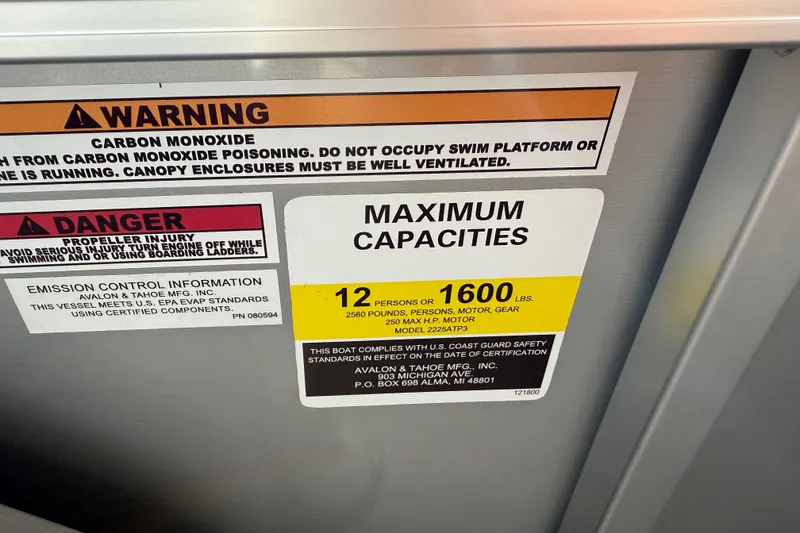 WARNING
CARBON MONOXIDE
FROM CARBON MONOXIDE POISONING. DO NOT OCCUPY SWIM PLATFORM OR
IS RUNNING. CANOPY ENCLOSURES MUST BE WELL VENTILATED.
DANGER
PROPELLER INJURY
AVOID SERIOUS INJURY TURN ENGINE OFF WHILE
SWIMMING AND OR USING BOARDING LADDERS.
EMISSION CONTROL INFORMATION
AVALON & TAHOE MFG. INC.
THIS VESSEL MEETS U.S. EPA EVAP STANDARDS
USING CERTIFIED COMPONENTS.
PN 080594
MAXIMUM
CAPACITIES
12 PERSONS OR 1600 LBS.
2560 POUNDS, PERSONS, MOTOR, GEAR
250 MAX H.P. MOTOR
MODEL 2225ATP3
THIS BOAT COMPLIES WITH U.S. COAST GUARD SAFETY
STANDARDS IN EFFECT ON THE DATE OF CERTIFICATION
AVALON & TAHOE MFG., INC.
903 MICHIGAN AVE.
P.O. BOX 698 ALMA, MI 48801
121800